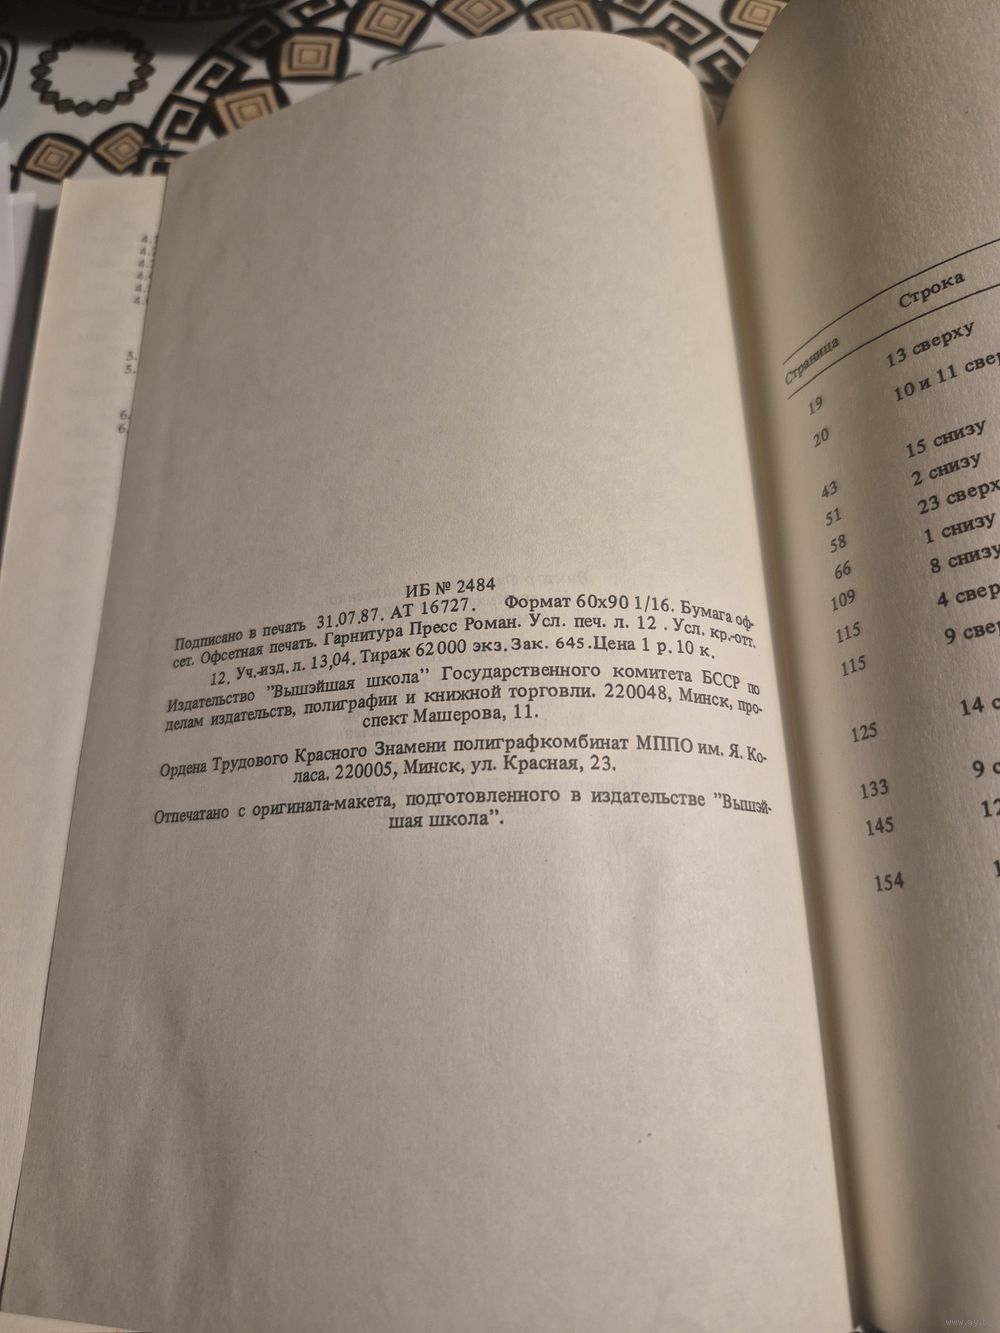 ИБ № 2484
Подписано в печать 31.07.87. АТ 16727. Формат 60х90 1/16. Бумага оф-
сет. Офсетная печать. Гарнитура Пресс Роман. Усл. печ. л. 12 . Усл. кр.-отт.
12. Уч.-изд. л. 13,04. Тираж 62 000 экз. Зак. 645. Цена 1 р. 10 к.
Издательство "Вышэйшая школа" Государственного комитета БССР по
делам издательств, полиграфии и книжной торговли. 220048, Минск, про-
спект Машерова, 11.
Ордена Трудового Красного Знамени полиграфкомбинат МППО им. Я. Ко-
ласа. 220005, Минск, ул. Красная, 23.
Отпечатано с оригинала-макета, подготовленного в издательстве "Вышэй-
шая школа".
Страница Строка
19 13 сверху
20 10 и 11 свер
43 15 снизу
51 2 снизу
58 23 сверх
66 1 снизу
109 8 снизу
115 4 свер
115 9 свер
125 14 с
133 9 с
145 12
154 1